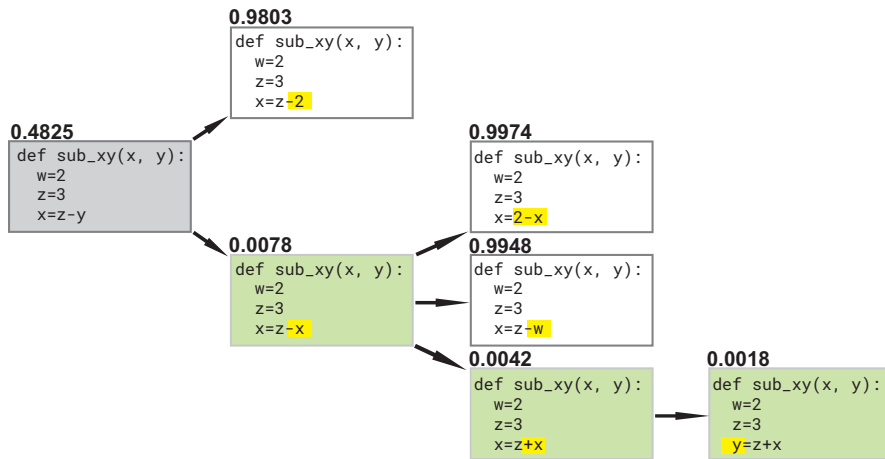 0.9803
def sub_xy(x, y):
w=2
z=3
x=z-2
0.4825
def sub_xy(x, y):
w=2
z=3
x=z-y
0.9974
def sub_xy(x, y):
w=2
z=3
x=2-x
0.0078
def sub_xy(x, y):
w=2
z=3
x=z-x
0.9948
def sub_xy(x, y):
w=2
z=3
x=z-w
0.0042
def sub_xy(x, y):
w=2
z=3
x=z+x
0.0018
def sub_xy(x, y):
w=2
z=3
y=z+x